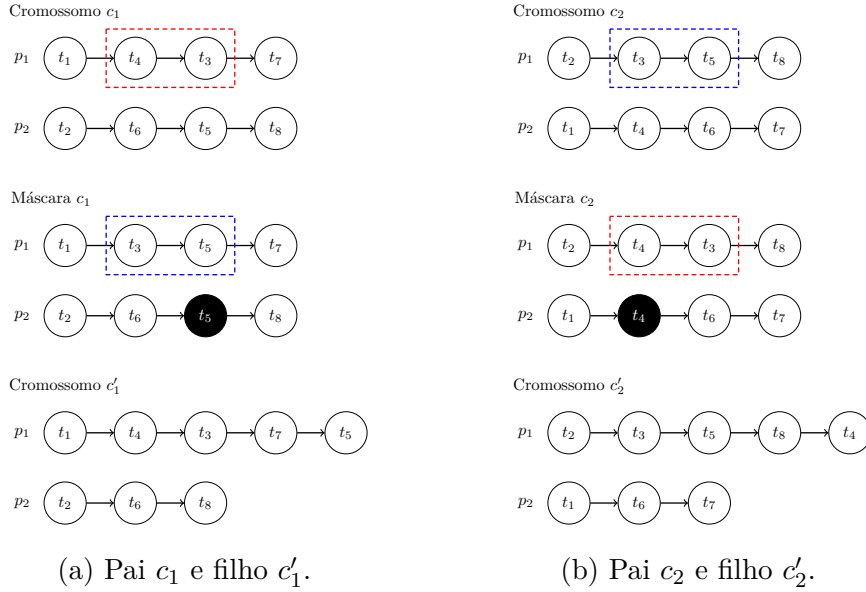 Cromossomo c₁
p₁ t₁ t₄ t₃ t₇
p₂ t₂ t₆ t₅ t₈
Máscara c₁
p₁ t₁ t₃ t₅ t₇
p₂ t₂ t₆ t₅ t₈
Cromossomo c′₁
p₁ t₁ t₄ t₃ t₇ t₅
p₂ t₂ t₆ t₈
(a) Pai c₁ e filho c′₁.
Cromossomo c₂
p₁ t₂ t₃ t₅ t₈
p₂ t₁ t₄ t₆ t₇
Máscara c₂
p₁ t₂ t₄ t₃ t₈
p₂ t₁ t₄ t₆ t₇
Cromossomo c′₂
p₁ t₂ t₃ t₅ t₈ t₄
p₂ t₁ t₆ t₇
(b) Pai c₂ e filho c′₂.